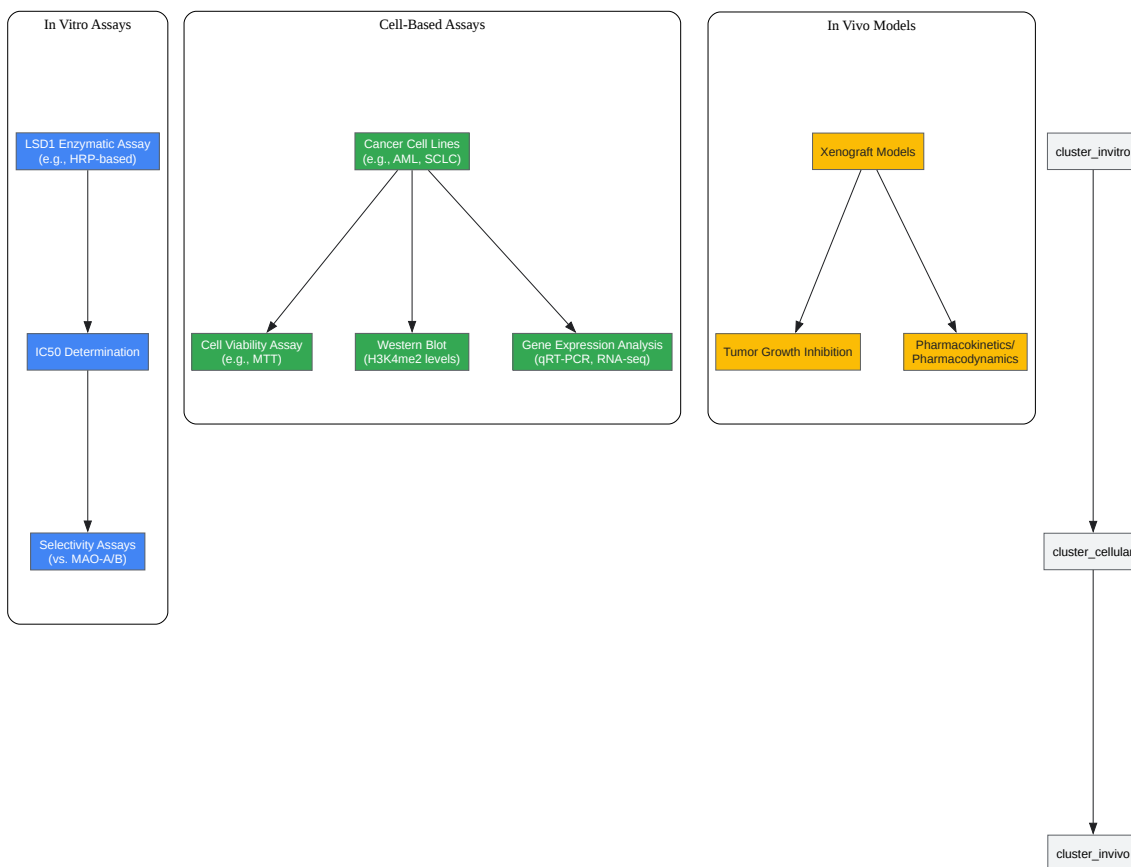 In Vitro Assays
LSD1 Enzymatic Assay
(e.g., HRP-based)
IC50 Determination
Selectivity Assays
(vs. MAO-A/B)
Cell-Based Assays
Cancer Cell Lines
(e.g., AML, SCLC)
Cell Viability Assay
(e.g., MTT)
Western Blot
(H3K4me2 levels)
Gene Expression Analysis
(qRT-PCR, RNA-seq)
In Vivo Models
Xenograft Models
Tumor Growth Inhibition
Pharmacokinetics/
Pharmacodynamics
cluster_invitro
cluster_cellular
cluster_invivo